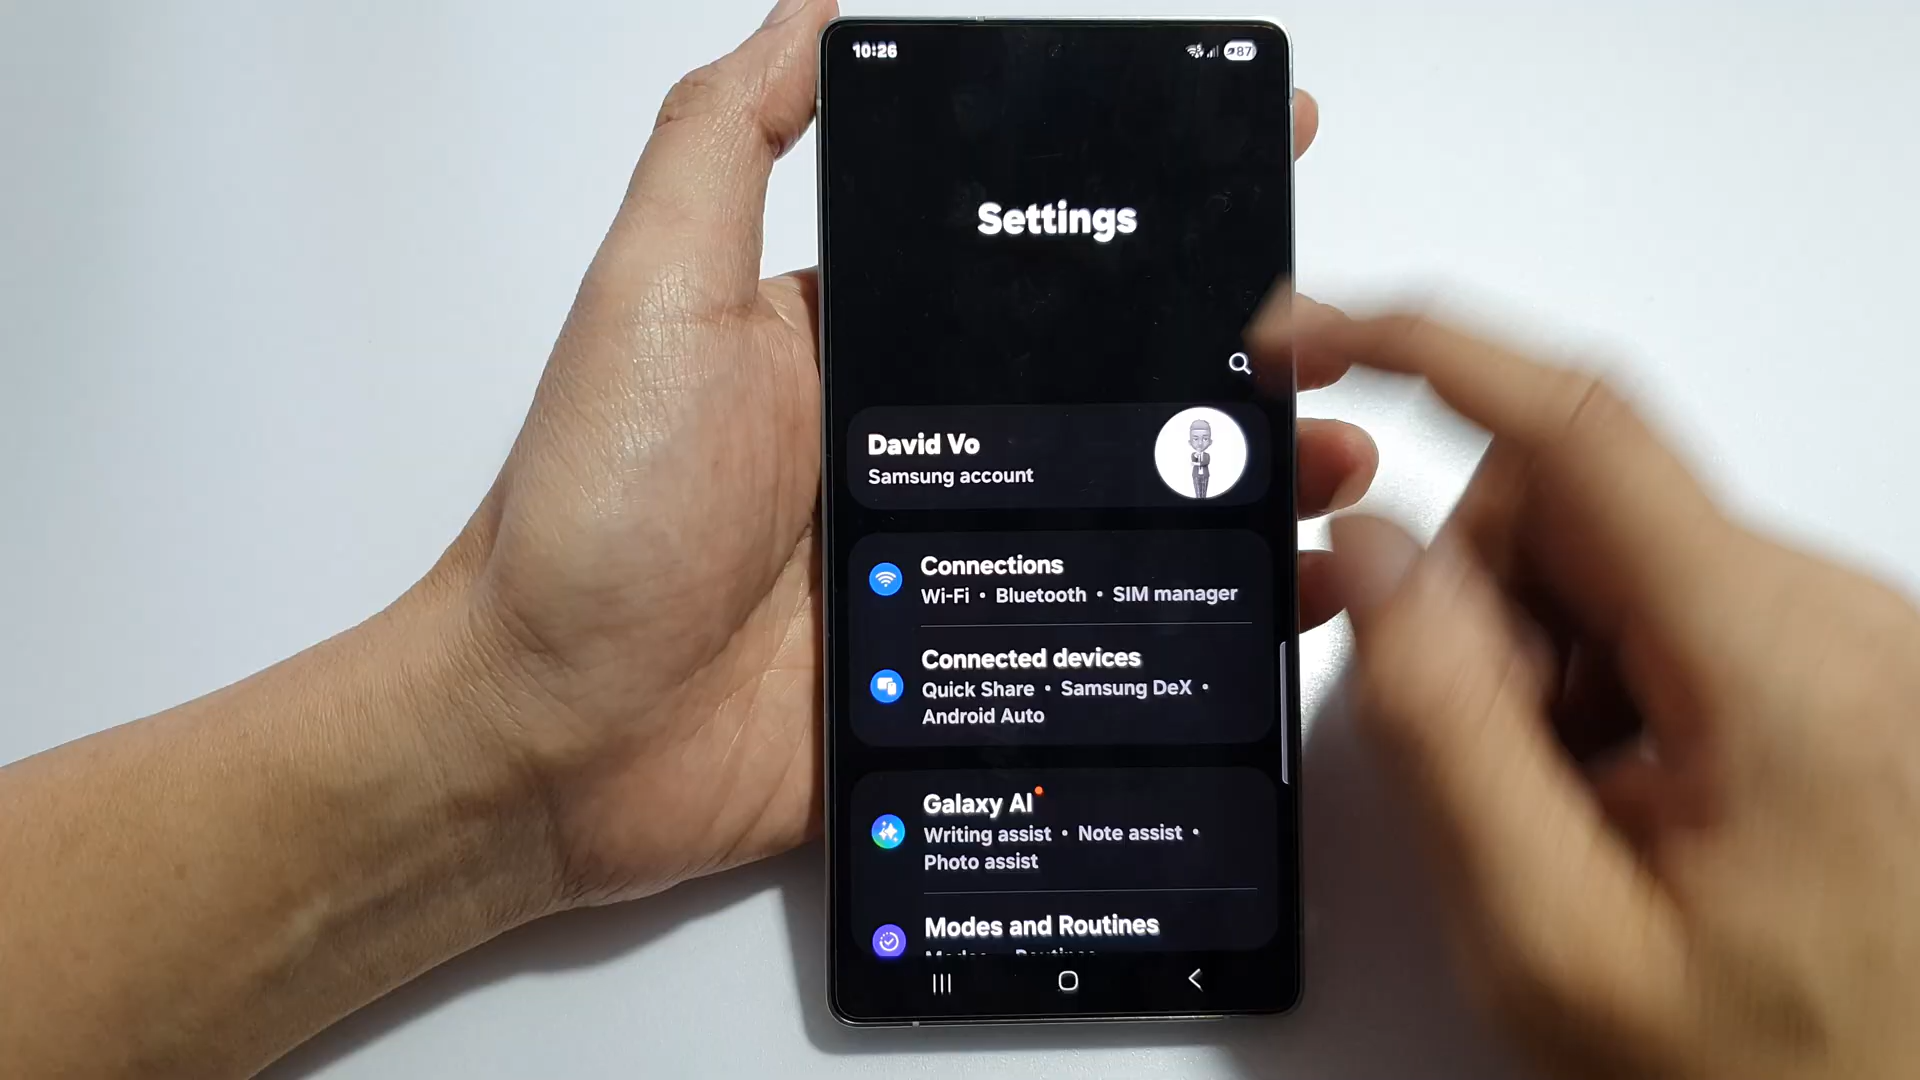 10:26
87
Settings
David Vo
Samsung account
Connections
Wi-Fi • Bluetooth • SIM manager
Connected devices
Quick Share • Samsung DeX •
Android Auto
Galaxy AI
Writing assist • Note assist •
Photo assist
Modes and Routines